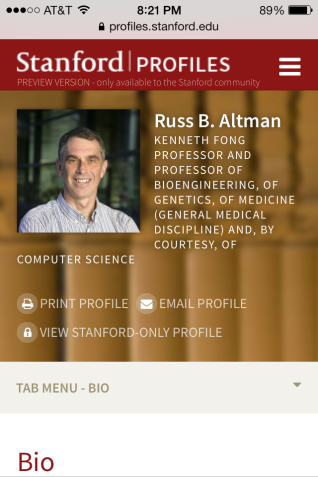 AT&T 8:21 PM 89%
profiles.stanford.edu
Stanford | PROFILES
PREVIEW VERSION - only available to the Stanford community
Russ B. Altman
KENNETH FONG
PROFESSOR AND
PROFESSOR OF
BIOENGINEERING, OF
GENETICS, OF MEDICINE
(GENERAL MEDICAL
DISCIPLINE) AND, BY
COURTESY, OF
COMPUTER SCIENCE
PRINT PROFILE EMAIL PROFILE
VIEW STANFORD-ONLY PROFILE
TAB MENU - BIO
Bio